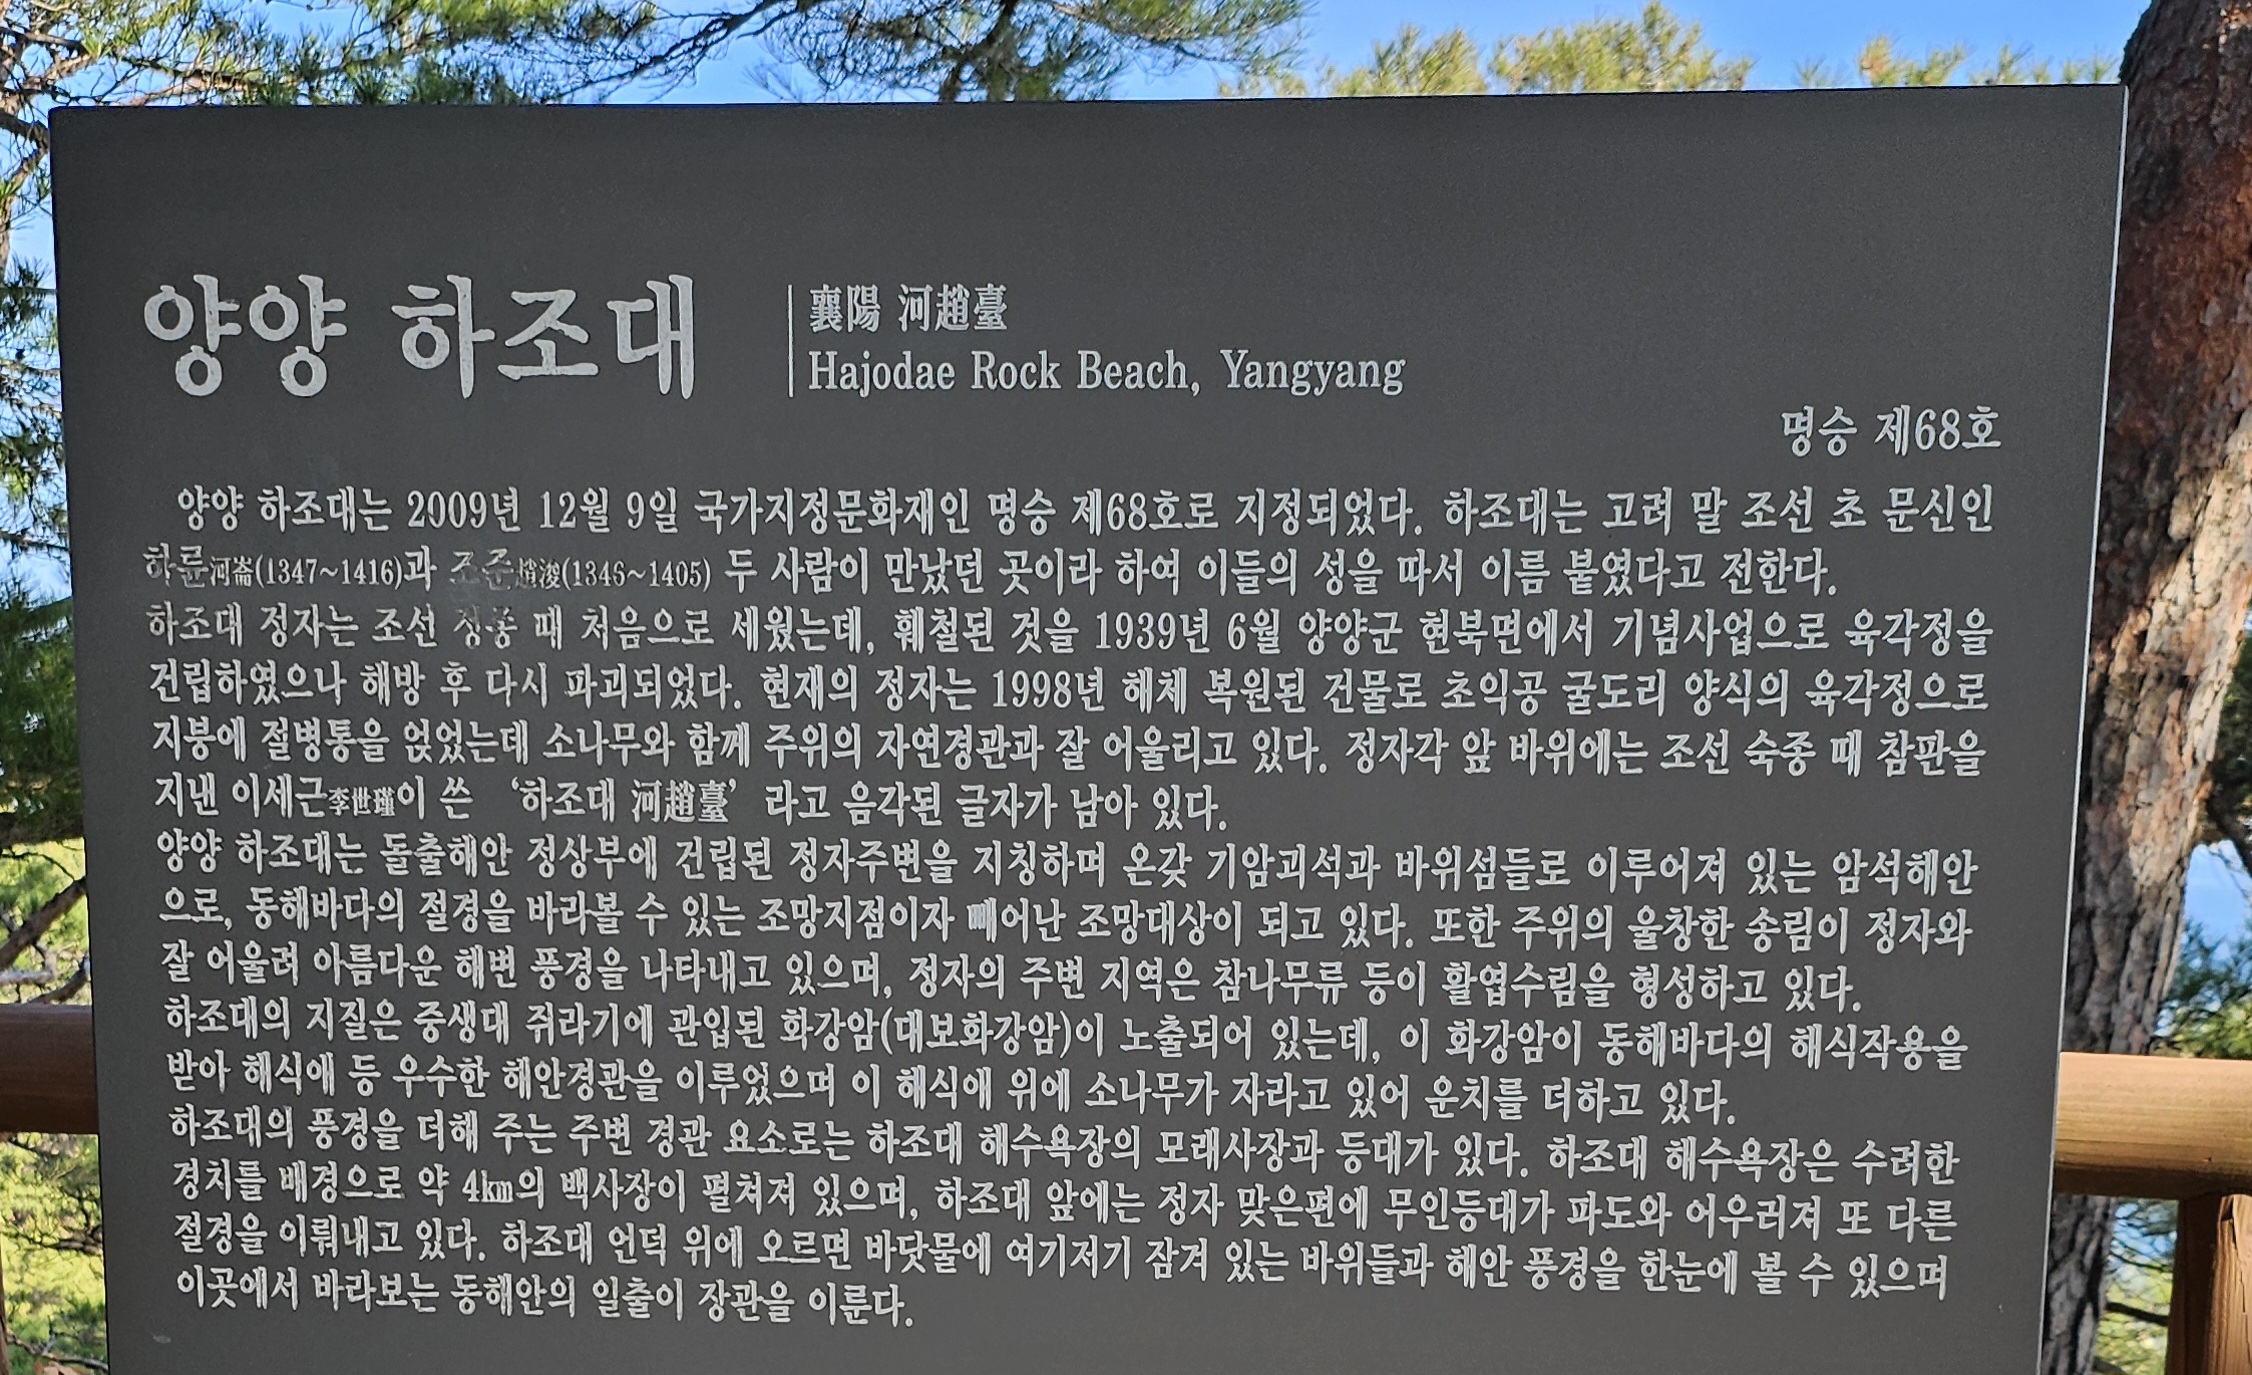 양양 하조대
襄陽 河趙臺
Hajodae Rock Beach, Yangyang
명승 제68호
양양 하조대는 2009년 12월 9일 국가지정문화재인 명승 제68호로 지정되었다. 하조대는 고려 말 조선 초 문신인
하륜河崙(1347~1416)과 조준趙浚(1346~1405) 두 사람이 만났던 곳이라 하여 이들의 성을 따서 이름 붙였다고 전한다.
하조대 정자는 조선 정종 때 처음으로 세웠는데, 훼철된 것을 1939년 6월 양양군 현북면에서 기념사업으로 육각정을
건립하였으나 해방 후 다시 파괴되었다. 현재의 정자는 1998년 해체 복원된 건물로 초익공 굴도리 양식의 육각정으로
지붕에 절병통을 얹었는데 소나무와 함께 주위의 자연경관과 잘 어울리고 있다. 정자각 앞 바위에는 조선 숙종 때 참판을
지낸 이세근李世瑾이 쓴 ‘하조대 河趙臺’ 라고 음각된 글자가 남아 있다.
양양 하조대는 돌출해안 정상부에 건립된 정자주변을 지칭하며 온갖 기암괴석과 바위섬들로 이루어져 있는 암석해안
으로, 동해바다의 절경을 바라볼 수 있는 조망지점이자 빼어난 조망대상이 되고 있다. 또한 주위의 울창한 송림이 정자와
잘 어울려 아름다운 해변 풍경을 나타내고 있으며, 정자의 주변 지역은 참나무류 등이 활엽수림을 형성하고 있다.
하조대의 지질은 중생대 쥐라기에 관입된 화강암(대보화강암)이 노출되어 있는데, 이 화강암이 동해바다의 해식작용을
받아 해식애 등 우수한 해안경관을 이루었으며 이 해식애 위에 소나무가 자라고 있어 운치를 더하고 있다.
하조대의 풍경을 더해 주는 주변 경관 요소로는 하조대 해수욕장의 모래사장과 등대가 있다. 하조대 해수욕장은 수려한
경치를 배경으로 약 4㎞의 백사장이 펼쳐져 있으며, 하조대 앞에는 정자 맞은편에 무인등대가 파도와 어우러져 또 다른
절경을 이뤄내고 있다. 하조대 언덕 위에 오르면 바닷물에 여기저기 잠겨 있는 바위들과 해안 풍경을 한눈에 볼 수 있으며
이곳에서 바라보는 동해안의 일출이 장관을 이룬다.